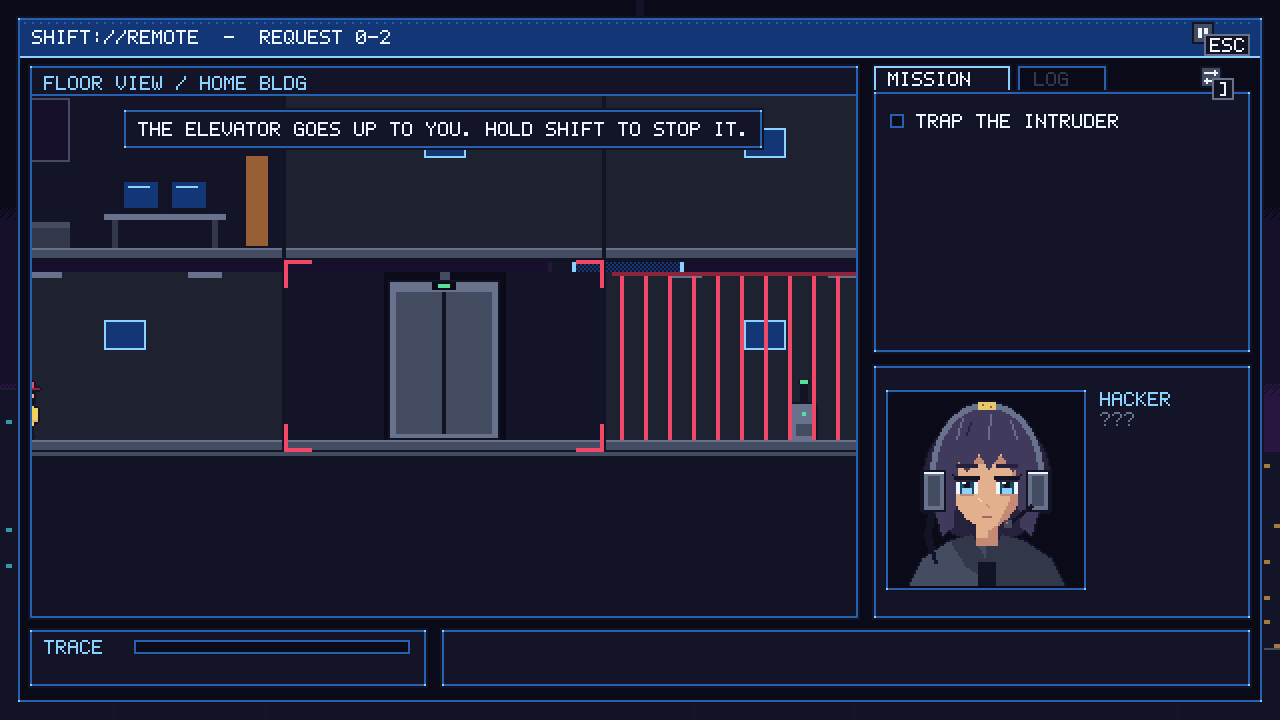 SHIFT://REMOTE – REQUEST 0-2
ESC
FLOOR VIEW / HOME BLDG
THE ELEVATOR GOES UP TO YOU. HOLD SHIFT TO STOP IT.
MISSION
LOG
]
TRAP THE INTRUDER
HACKER
???
TRACE